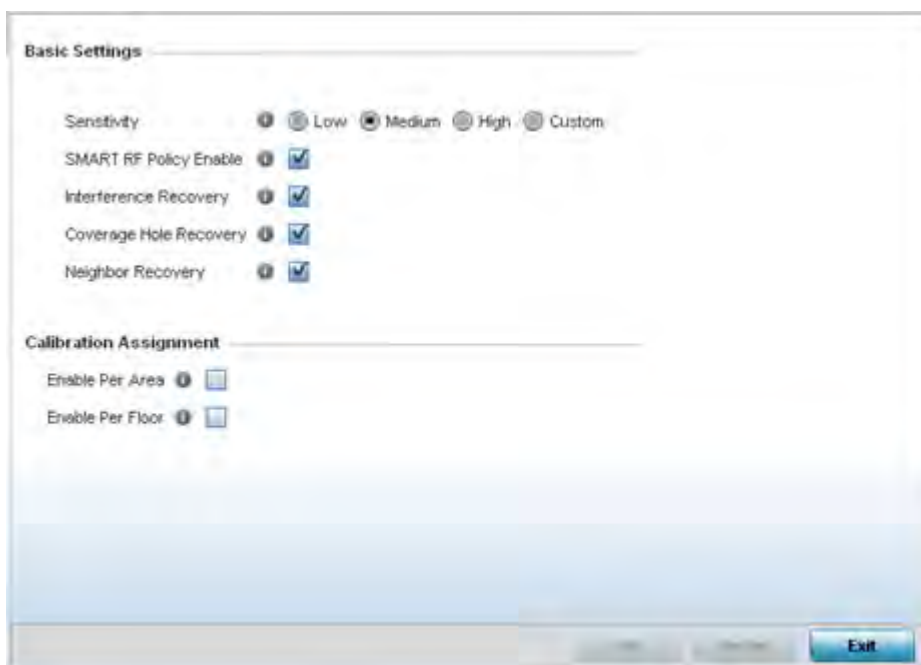 Basic Settings
Sensitivity Low Medium High Custom
SMART RF Policy Enable
Interference Recovery
Coverage Hole Recovery
Neighbor Recovery
Calibration Assignment
Enable Per Area
Enable Per Floor
Exit